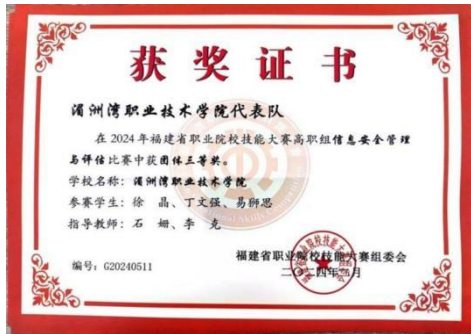 获奖证书
湄洲湾职业技术学院代表队
在2024年福建省职业院校技能大赛高职组信息安全管理
与评估比赛中获团体三等奖。
学校名称：湄洲湾职业技术学院
参赛学生：徐 晶、丁文强、易狮思
指导教师：石 姗、李 克
编号：G20240511
福建省职业院校技能大赛组委会
二〇二四年 月